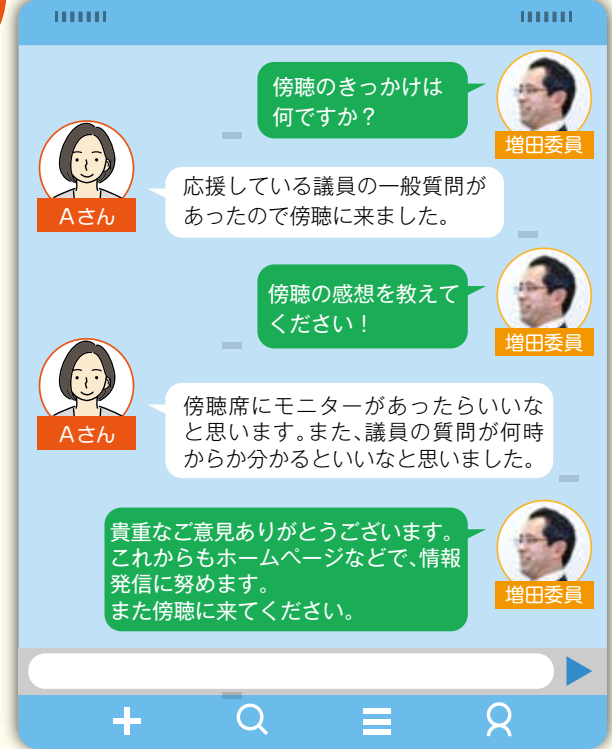 傍聴のきっかけは
何ですか？
増田委員
Aさん
応援している議員の一般質問が
あったので傍聴に来ました。
傍聴の感想を教えて
ください！
増田委員
Aさん
傍聴席にモニターがあったらいいな
と思います。また、議員の質問が何時
からか分かるといいなと思いました。
貴重なご意見ありがとうございます。
これからもホームページなどで、情報
発信に努めます。
また傍聴に来てください。
増田委員